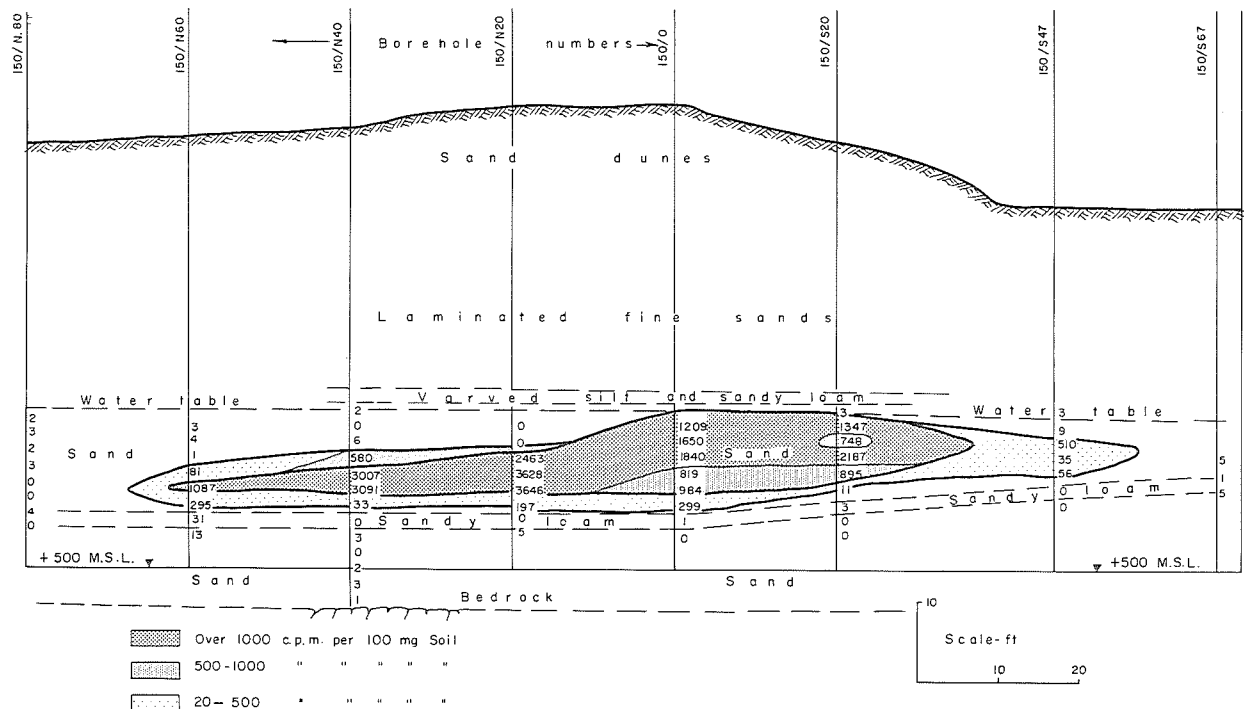 150/N.80
150/N60
150/N40
150/N20
150/0
150/S20
150/S47
150/S67
Borehole numbers
Sand dunes
Laminated fine sands
Varved silt and sandy loam
Water table
Water table
2
3
2
3
0
0
4
0
3
4
1
81
1087
295
31
13
2
0
6
580
3007
3091
33
0
3
0
2
3
1
0
0
2463
3628
3646
197
0
5
1209
1650
1840
819
984
299
1
0
3
1347
748
2187
895
11
3
0
0
3
9
510
35
56
0
0
5
1
5
Sand
Sand
Sandy loam
Sandy loam
+500 M.S.L.
+500 M.S.L.
Sand
Sand
Bedrock
Over 1000 c.p.m. per 100 mg Soil
500-1000 " " " " "
20-500 " " " " "
10
Scale-ft
10 20